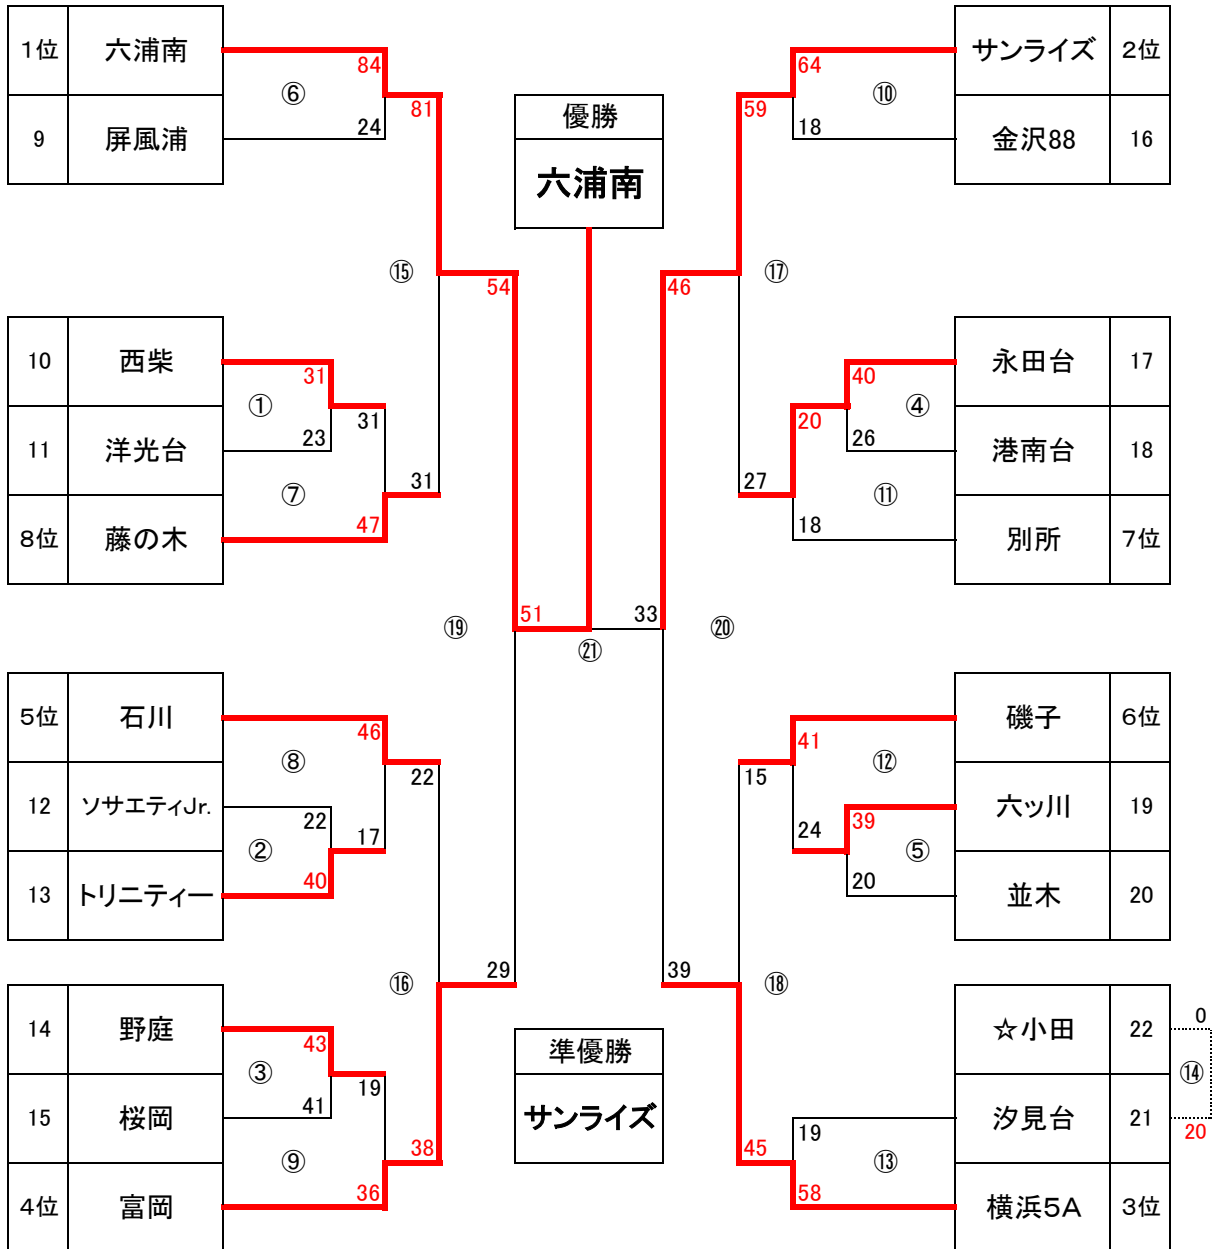 1位 六浦南
84
⑥
81
24
9 屏風浦
優勝
六浦南
64
59
⑩
18
サンライズ 2位
金沢88 16
⑮
54
46
⑰
10 西柴
31
①
31
23
11 洋光台
⑦
31
47
8位 藤の木
永田台 17
40
④
20
26
港南台 18
27
⑪
18
別所 7位
⑲
51
33
㉑
⑳
5位 石川
46
⑧
22
12 ソサエティJr.
22
17
②
40
13 トリニティー
磯子 6位
41
⑫
15
六ッ川 19
39
24
⑤
20
並木 20
⑯
29
39
⑱
14 野庭
43
③
19
41
15 桜岡
⑨
38
36
4位 富岡
準優勝
サンライズ
☆小田 22
0
⑭
汐見台 21
20
19
45
⑬
58
横浜5A 3位